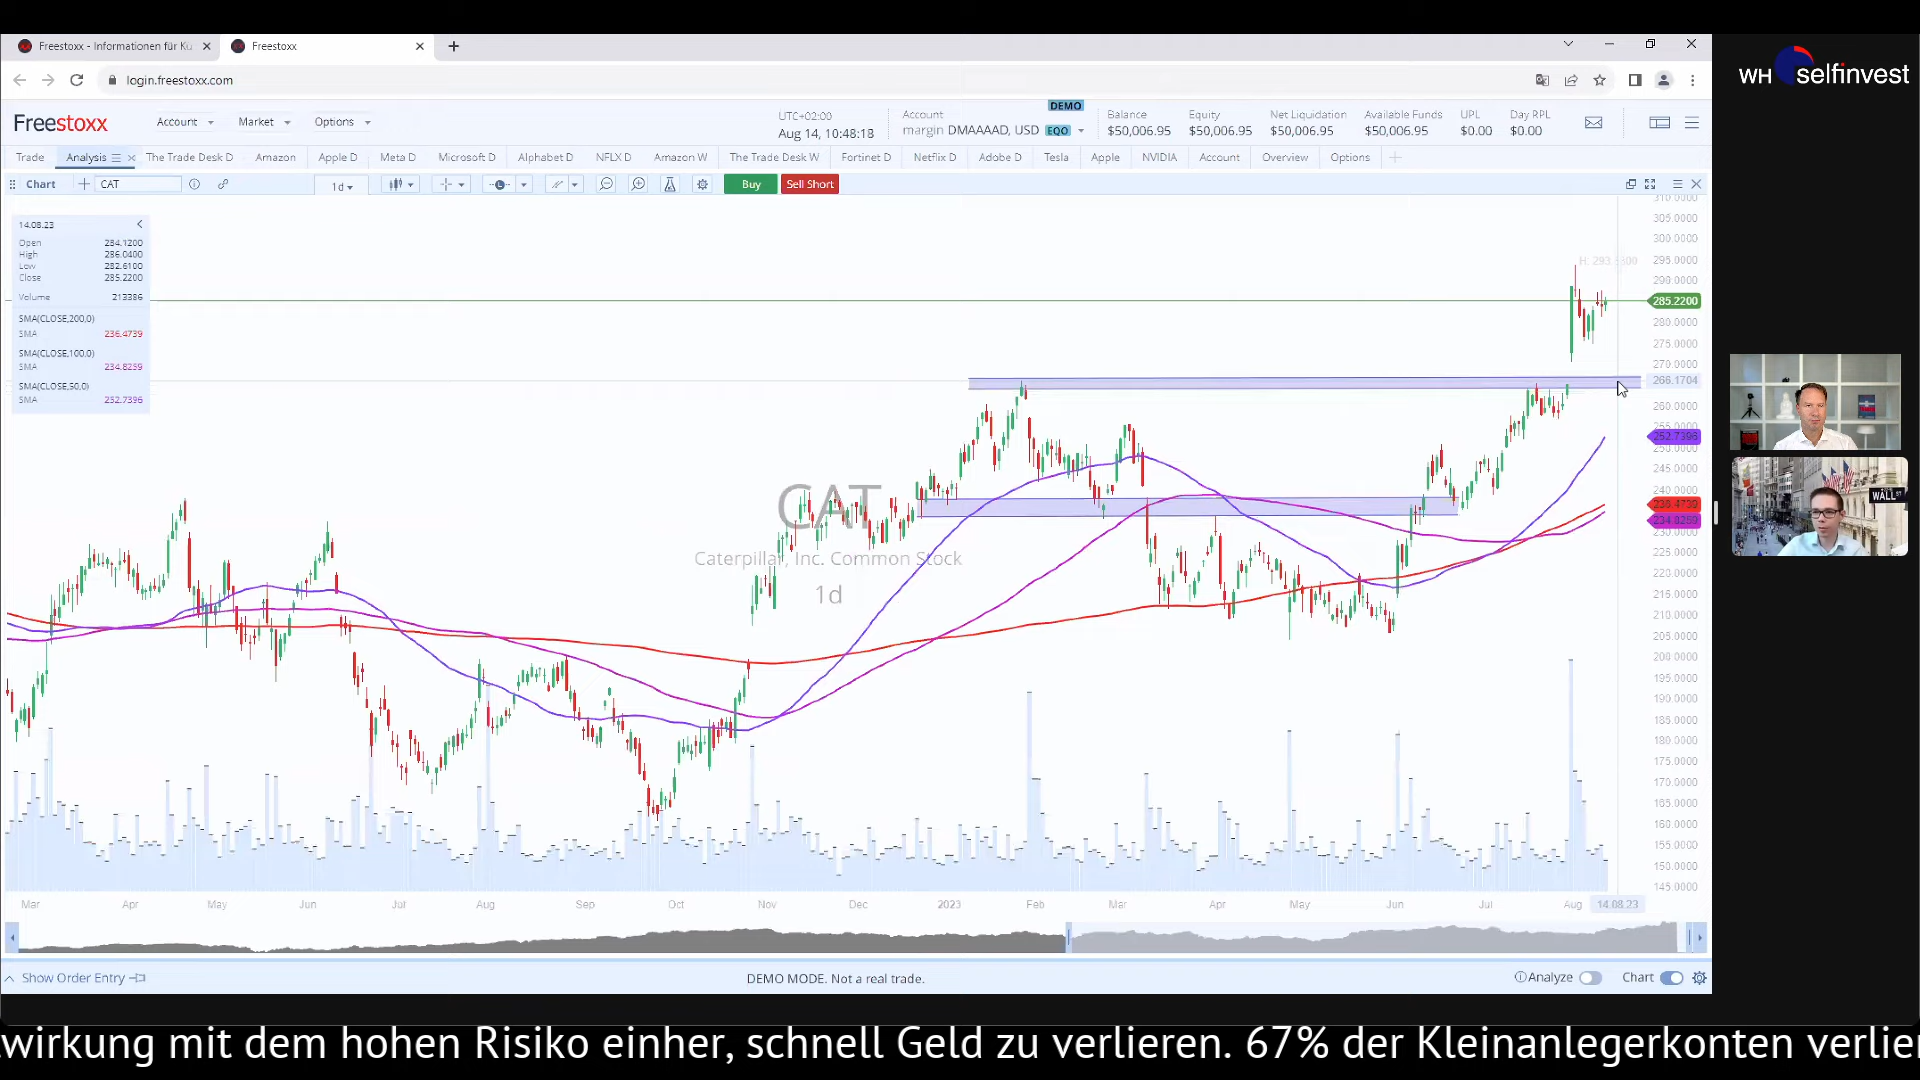 Freestoxx - Informationen für Ku
Freestoxx
login.freestoxx.com
WH selfinvest
Freestoxx
Account
Market
Options
UTC+02:00
Aug 14, 10:48:18
Account
margin DMAAAAD, USD EQO
DEMO
Balance
$50,006.95
Equity
$50,006.95
Net Liquidation
$50,006.95
Available Funds
$50,006.95
UPL
$0.00
Day RPL
$0.00
Trade Analysis The Trade Desk D Amazon Apple D Meta D Microsoft D Alphabet D NFLX D Amazon W The Trade Desk W Fortinet D Netflix D Adobe D Tesla Apple NVIDIA Account Overview Options
Chart CAT 1d Buy Sell Short
14.08.23
Open 284.1200
High 286.0400
Low 282.6100
Close 285.2200
Volume 213386
SMA(CLOSE,200,0)
SMA 236.4739
SMA(CLOSE,100,0)
SMA 234.8259
SMA(CLOSE,50,0)
SMA 252.7396
CAT
Caterpillar, Inc. Common Stock
1d
310.0000
305.0000
300.0000
295.0000
290.0000
285.2200
280.0000
275.0000
270.0000
266.1704
260.0000
255.0000
252.7396
250.0000
245.0000
240.0000
236.4739
234.8259
230.0000
225.0000
220.0000
215.0000
210.0000
205.0000
200.0000
195.0000
190.0000
185.0000
180.0000
175.0000
170.0000
165.0000
160.0000
155.0000
150.0000
145.0000
Mar Apr May Jun Jul Aug Sep Oct Nov Dec 2023 Feb Mar Apr May Jun Jul Aug 14.08.23
Show Order Entry
DEMO MODE. Not a real trade.
Analyze
Chart
WALL ST
wirkung mit dem hohen Risiko einher, schnell Geld zu verlieren. 67% der Kleinanlegerkonten verlie